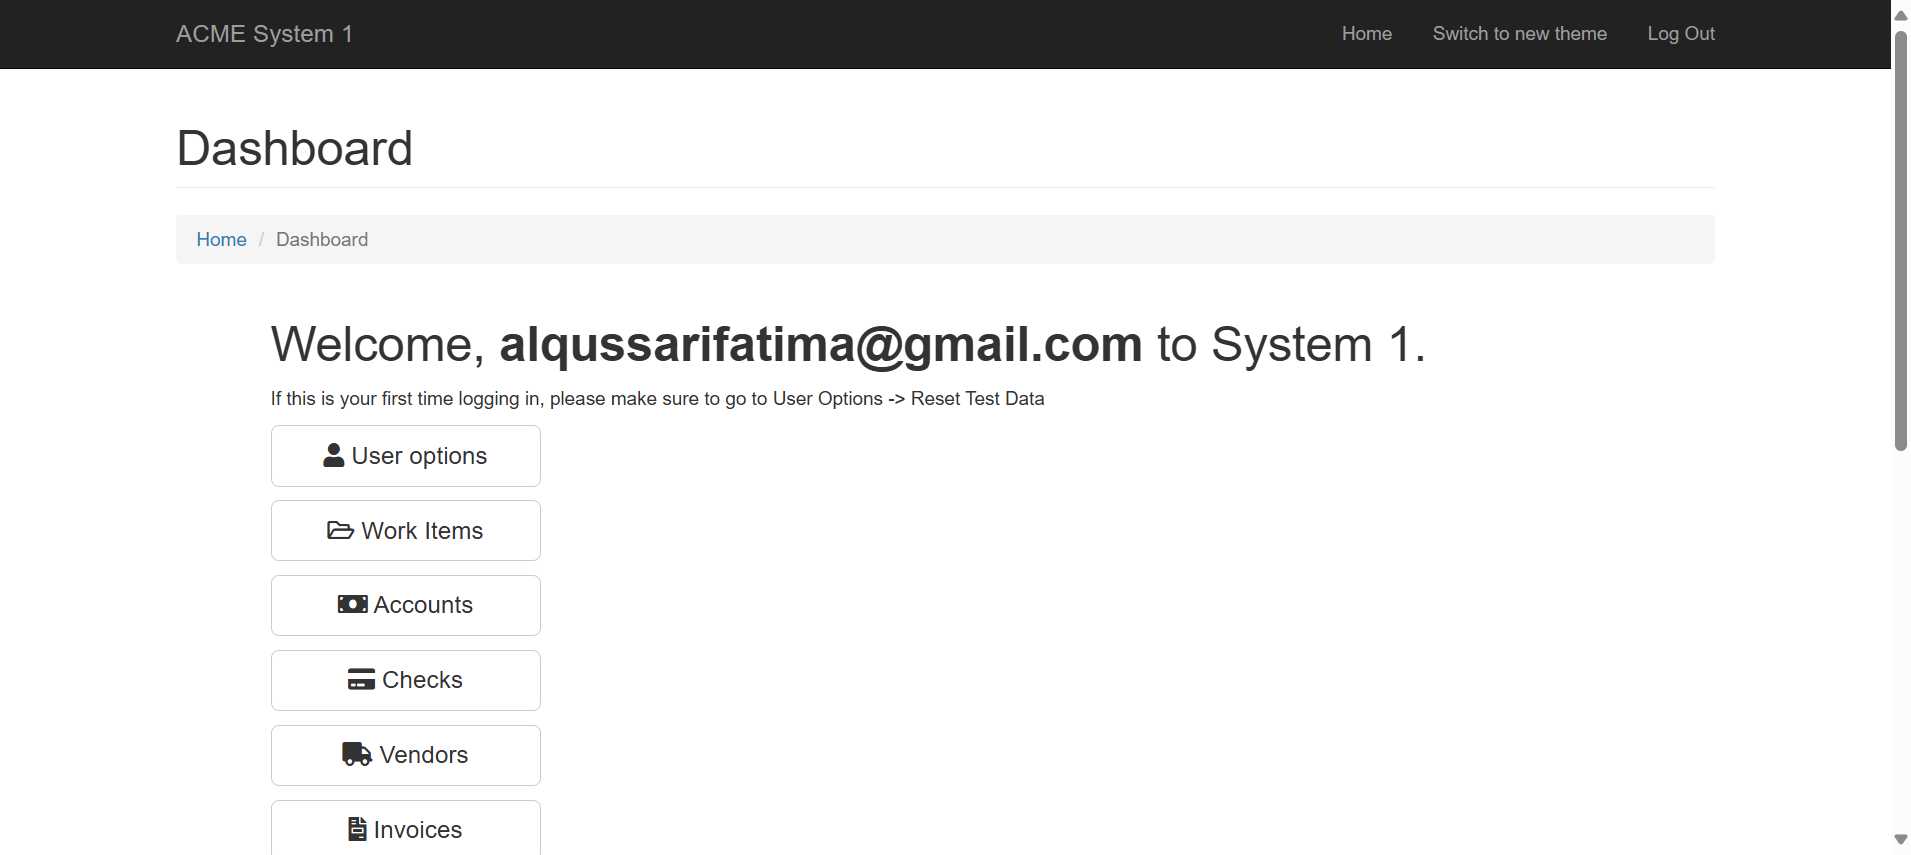 ACME System 1
Home
Switch to new theme
Log Out
Dashboard
Home / Dashboard
Welcome, alqussarifatima@gmail.com to System 1.
If this is your first time logging in, please make sure to go to User Options -> Reset Test Data
User options
Work Items
Accounts
Checks
Vendors
Invoices